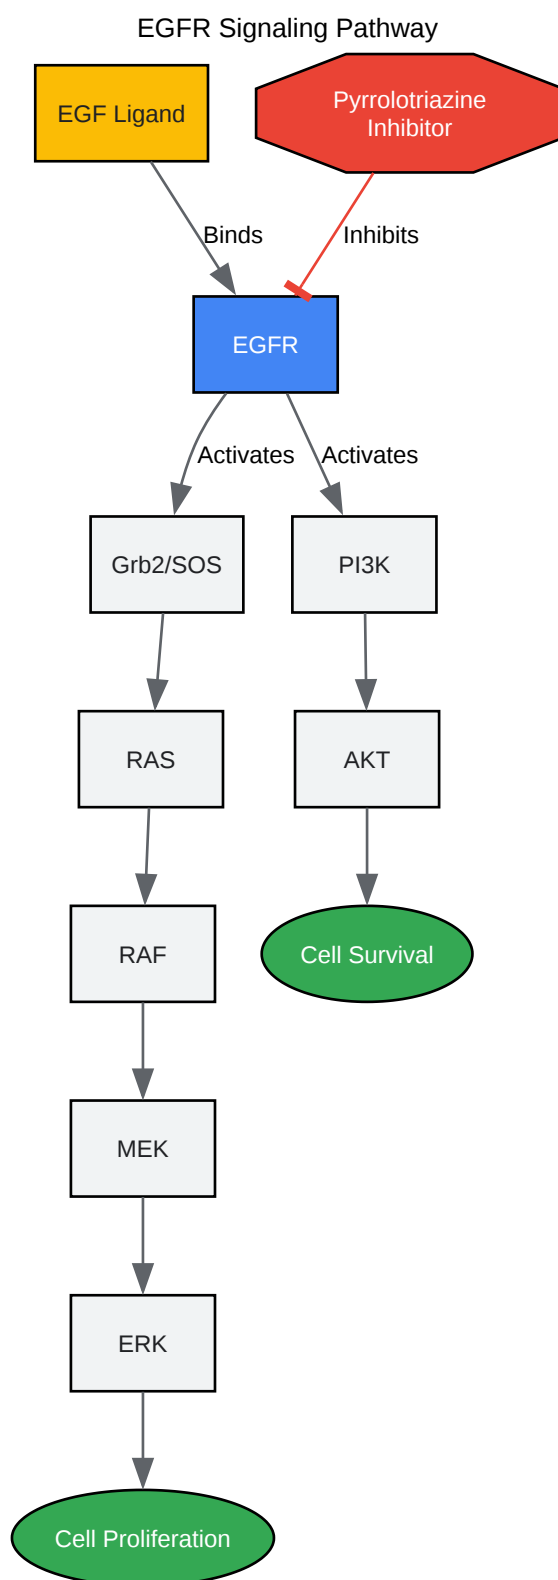 EGFR Signaling Pathway
EGF Ligand
Pyrrolotriazine
Inhibitor
Binds
Inhibits
EGFR
Activates
Activates
Grb2/SOS
PI3K
RAS
AKT
RAF
Cell Survival
MEK
ERK
Cell Proliferation